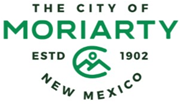 THE CITY OF
MORIARTY
ESTD 1902
NEW MEXICO